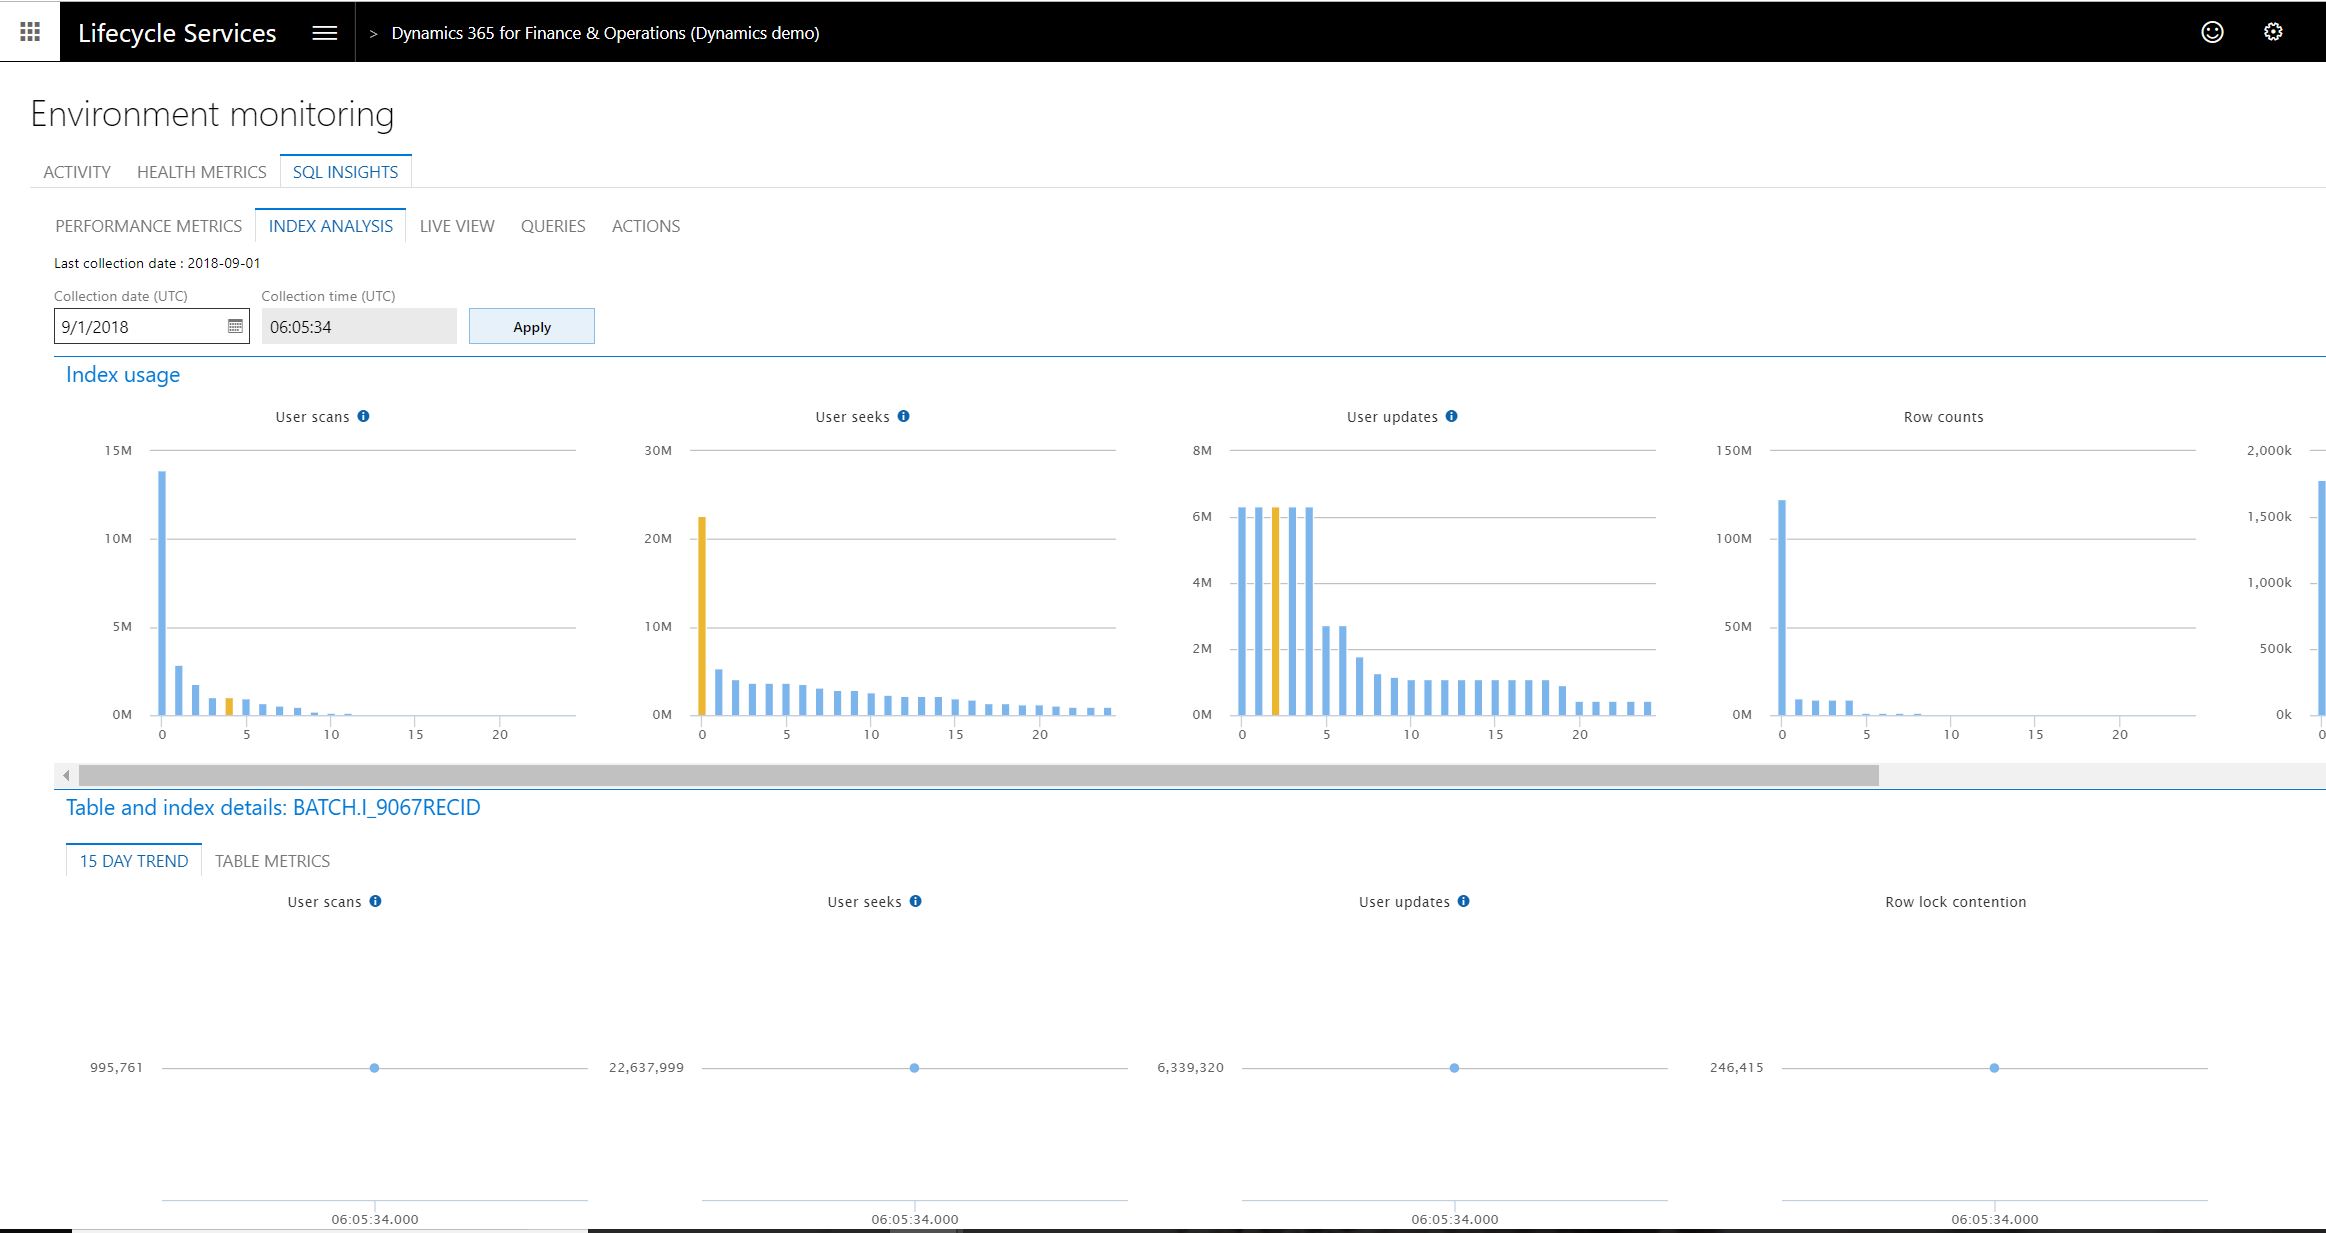 Lifecycle Services > Dynamics 365 for Finance & Operations (Dynamics demo)
Environment monitoring
ACTIVITY HEALTH METRICS SQL INSIGHTS
PERFORMANCE METRICS INDEX ANALYSIS LIVE VIEW QUERIES ACTIONS
Last collection date : 2018-09-01
Collection date (UTC) Collection time (UTC)
9/1/2018 06:05:34 Apply
Index usage
User scans
15M
10M
5M
0M
0 5 10 15 20
User seeks
30M
20M
10M
0M
0 5 10 15 20
User updates
8M
6M
4M
2M
0M
0 5 10 15 20
Row counts
150M
100M
50M
0M
0 5 10 15 20
2,000k
1,500k
1,000k
500k
0k
0
Table and index details: BATCH.I_9067RECID
15 DAY TREND TABLE METRICS
User scans
995,761
06:05:34.000
User seeks
22,637,999
06:05:34.000
User updates
6,339,320
06:05:34.000
Row lock contention
246,415
06:05:34.000